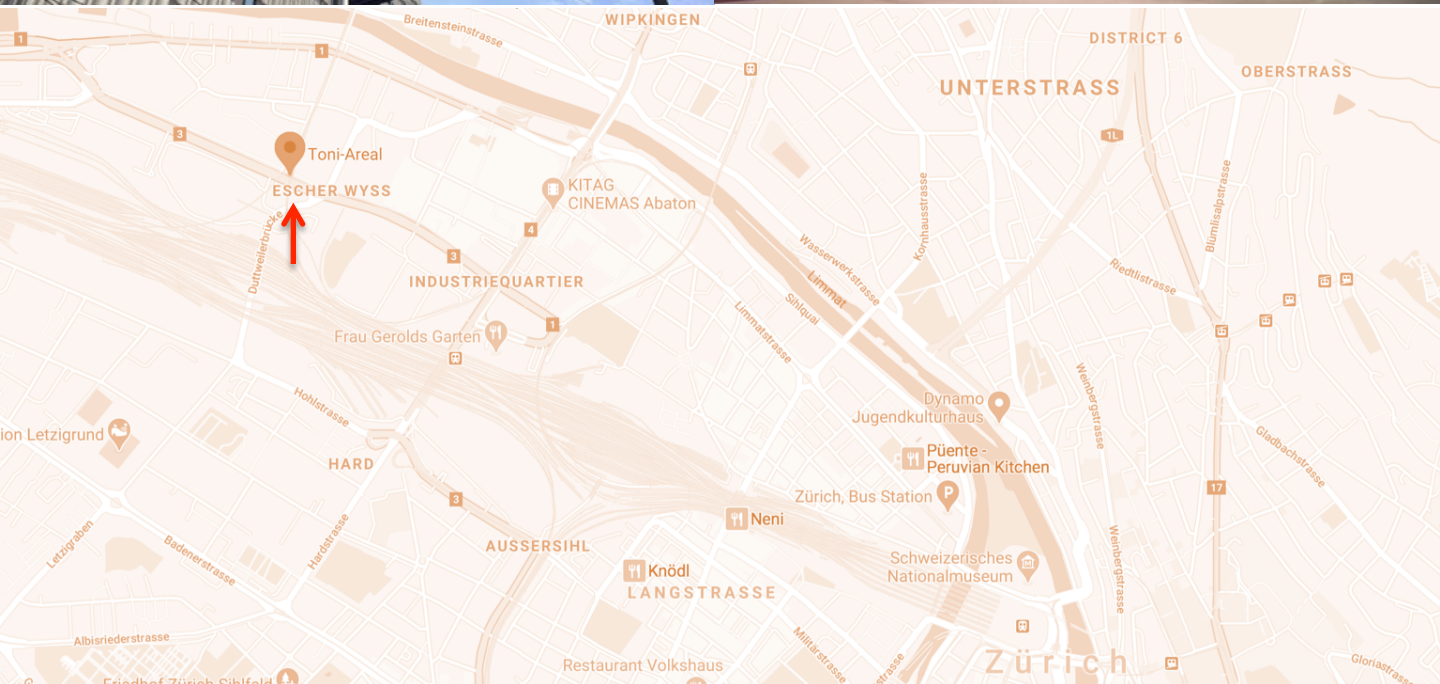 WIPKINGEN
Breitensteinstrasse
DISTRICT 6
1
1
OBERSTRASS
UNTERSTRASS
3
1L
Toni-Areal
ESCHER WYSS
KITAG
CINEMAS Abaton
Kornhausstrasse
Blümlisalpstrasse
4
Duttweilerbrücke
3
Wasserwerkstrasse
Riedtlistrasse
INDUSTRIEQUARTIER
Limmat
Sihlquai
1
Limmatstrasse
Frau Gerolds Garten
Weinbergstrasse
Hohlstrasse
Dynamo
Jugendkulturhaus
ion Letzigrund
Gladbachstrasse
HARD
Püente -
Peruvian Kitchen
17
3
Zürich, Bus Station
P
Neni
Letzigraben
Badenerstrasse
Hardstrasse
AUSSERSIHL
Schweizerisches
Nationalmuseum
Weinbergstrasse
Knödl
LANGSTRASSE
Albisriederstrasse
Militärstrasse
Zürich
Restaurant Volkshaus
strasse
Gloriastrasse
Friedhof Zürich Sihlfeld